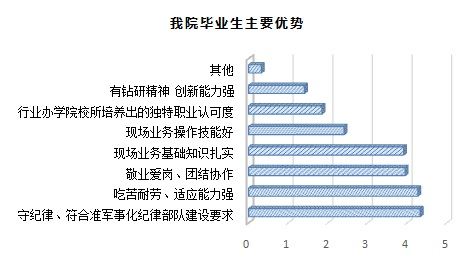 我院毕业生主要优势
其他
有钻研精神 创新能力强
行业办学院校所培养出的独特职业认可度
现场业务操作技能好
现场业务基础知识扎实
敬业爱岗、团结协作
吃苦耐劳、适应能力强
守纪律、符合准军事化纪律部队建设要求
0 1 2 3 4 5